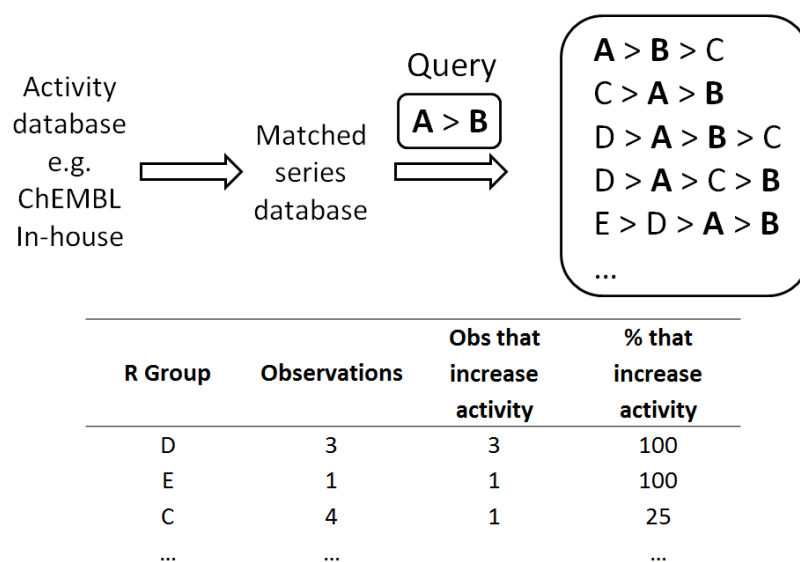 Activity
database
e.g.
ChEMBL
In-house
Matched
series
database
Query
A > B
A > B > C
C > A > B
D > A > B > C
D > A > C > B
E > D > A > B
...
R Group Observations Obs that increase activity % that increase activity
D 3 3 100
E 1 1 100
C 4 1 25
... ... ...